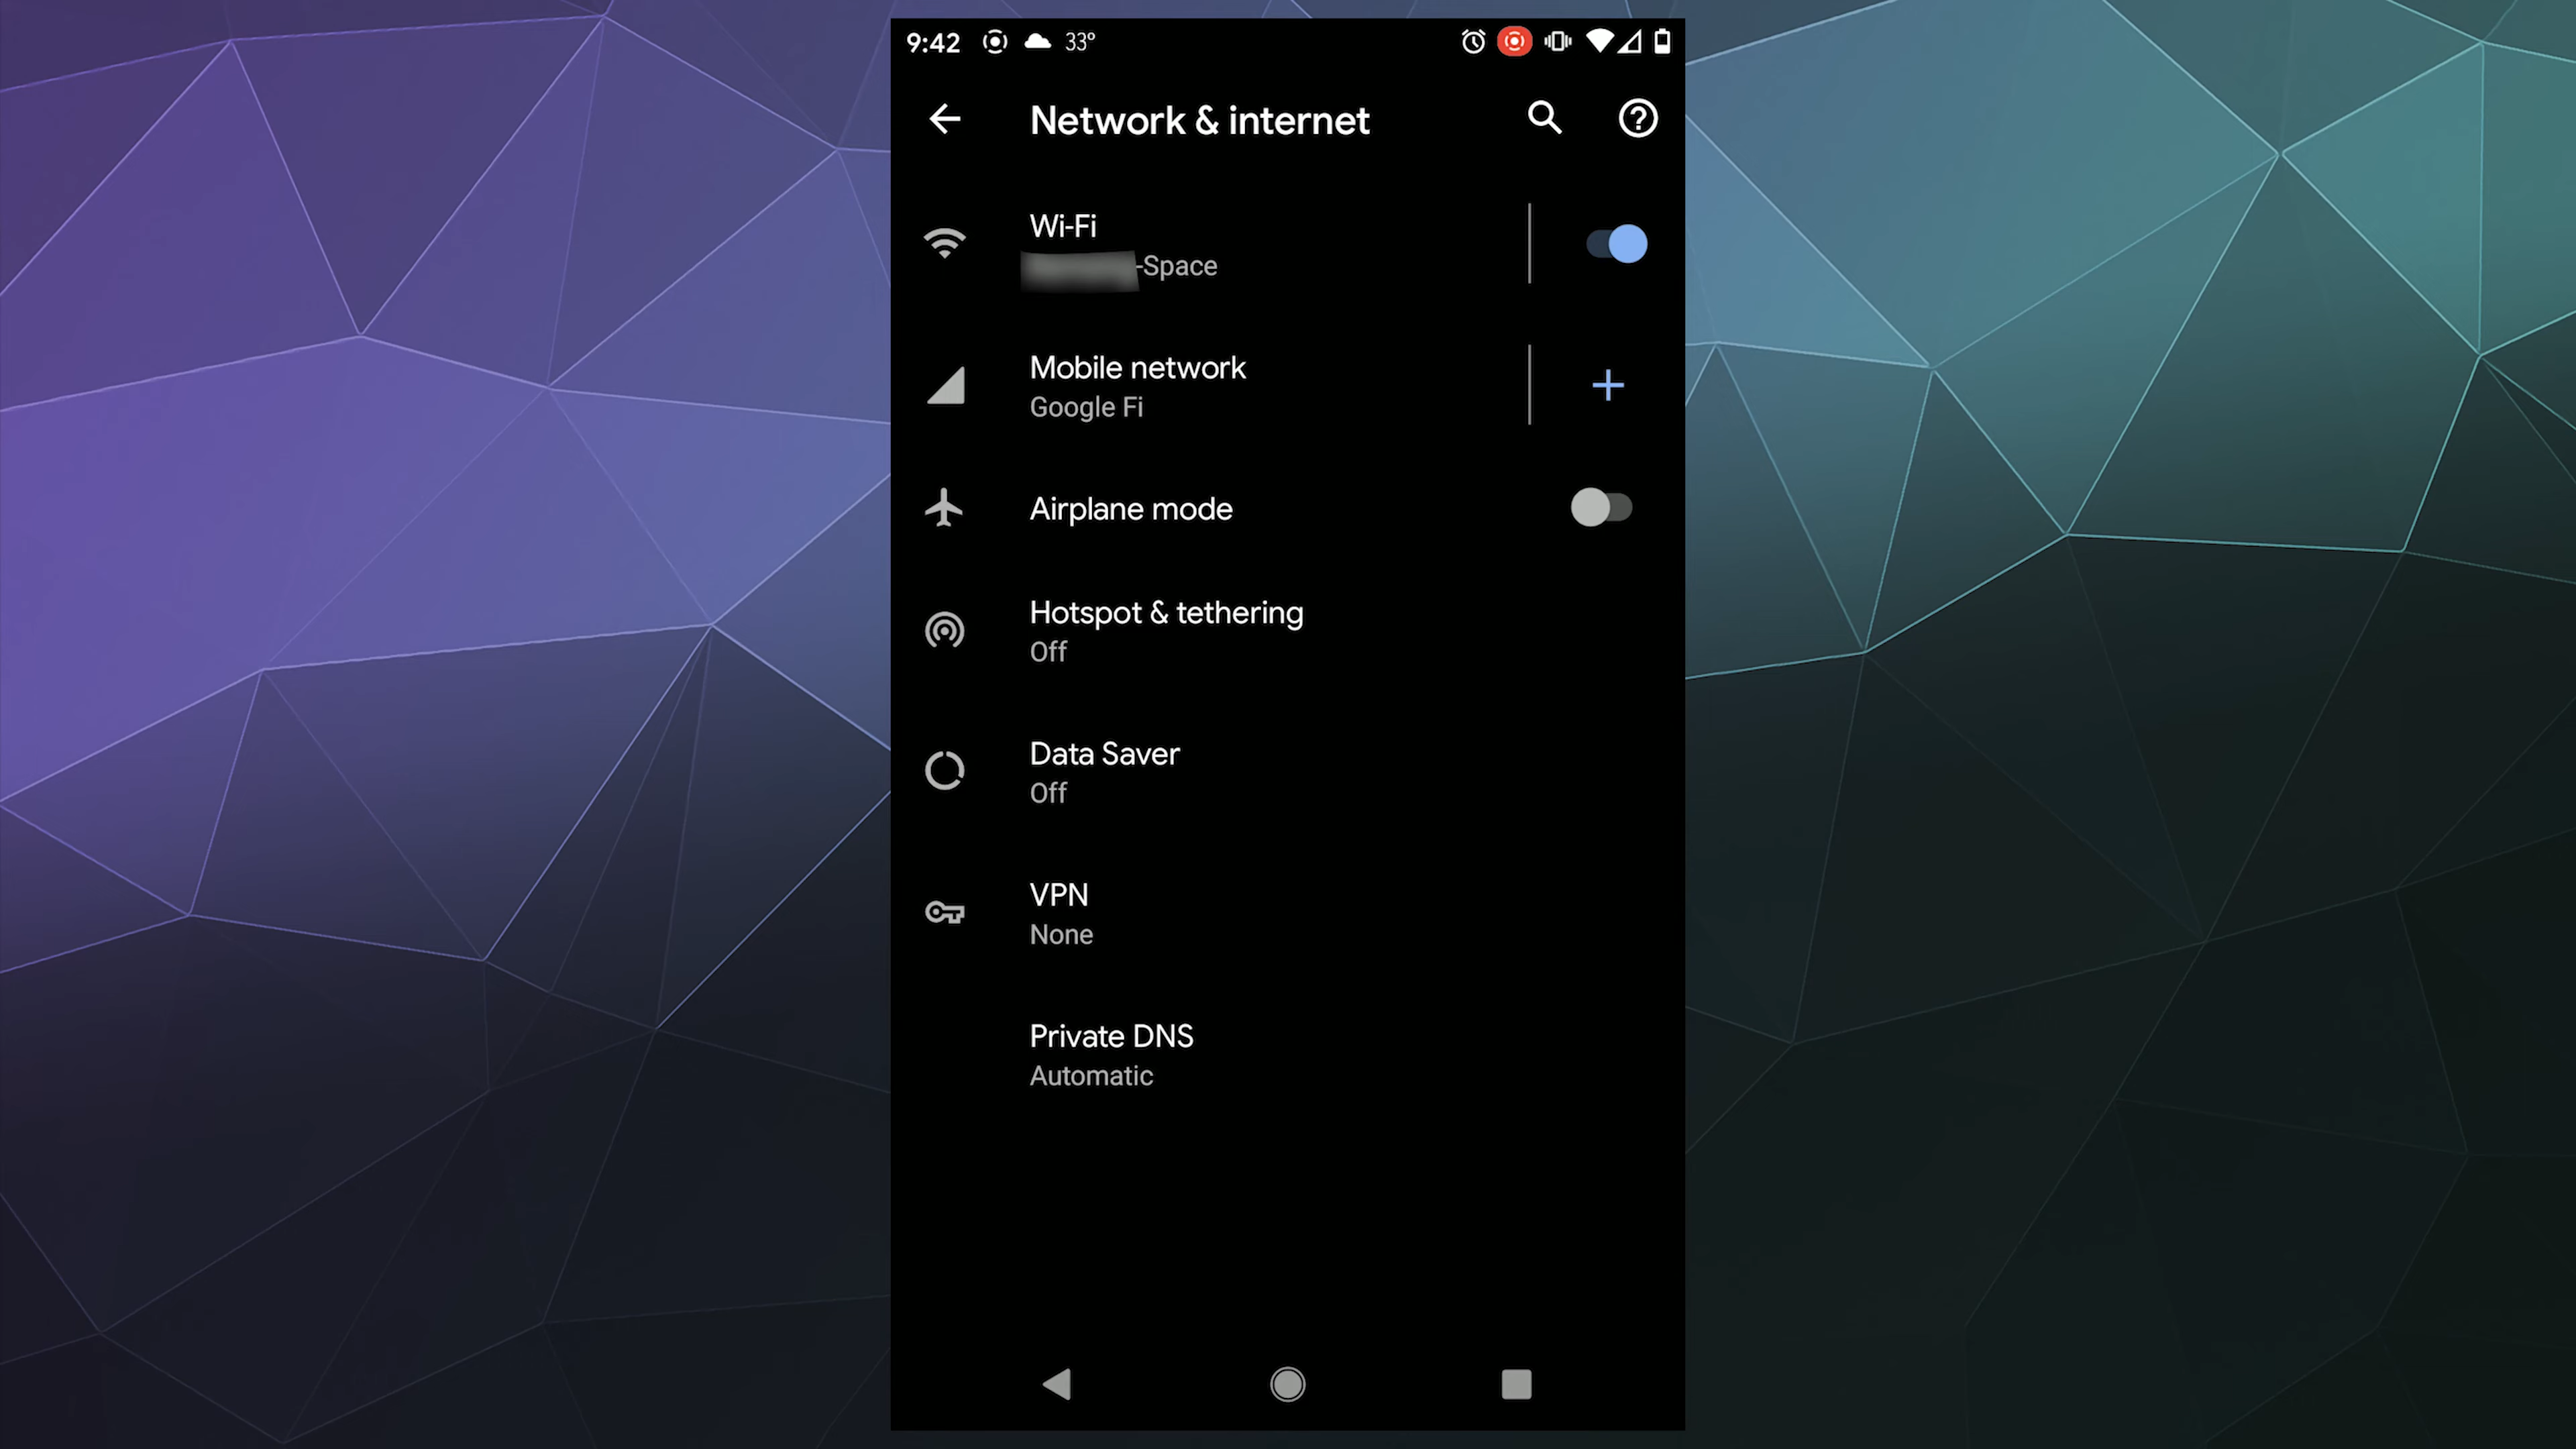 9:42 33°
Network & internet
Wi-Fi
-Space
Mobile network
Google Fi
Airplane mode
Hotspot & tethering
Off
Data Saver
Off
VPN
None
Private DNS
Automatic